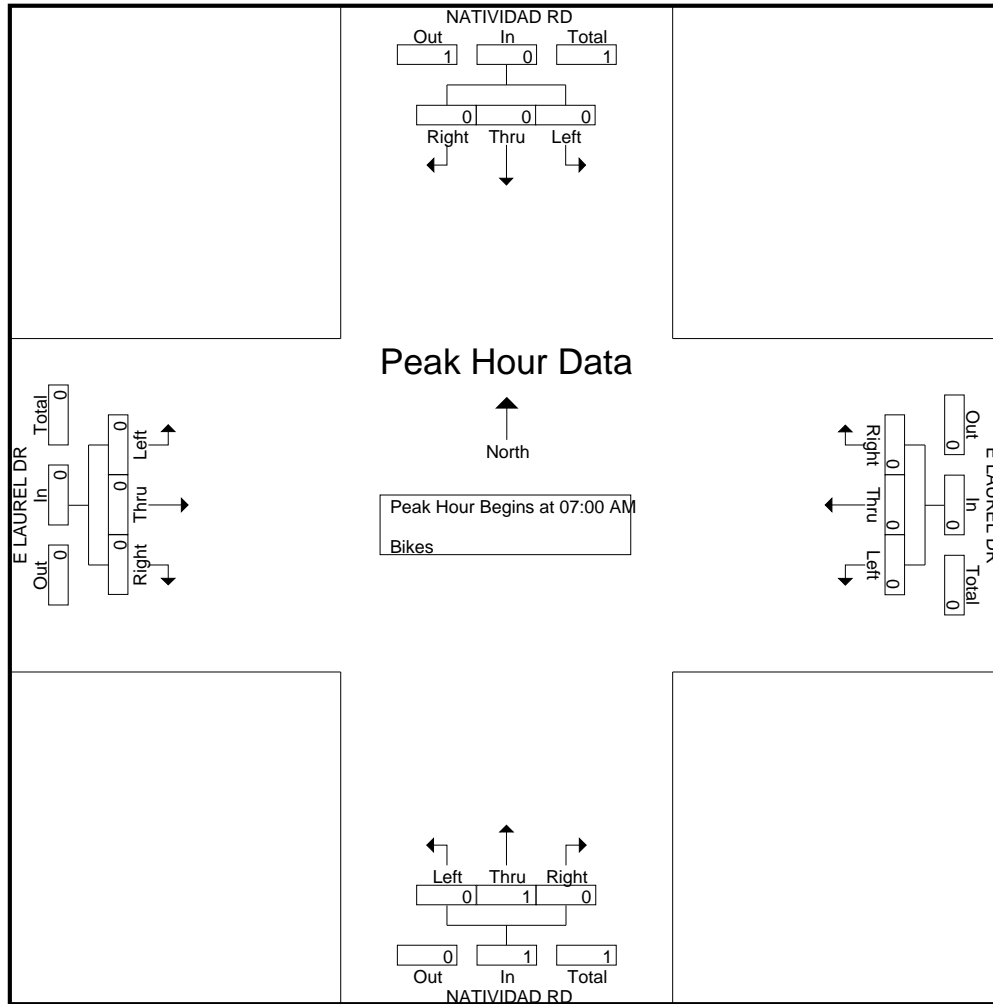 NATIVIDAD RD
Out In Total
1 0 1
0 0 0
Right Thru Left
Peak Hour Data
North
Peak Hour Begins at 07:00 AM
Bikes
E LAUREL DR
Out In Total
0 0 0
0 0 0
Right Thru Left
E LAUREL DR
Out In Total
0 0 0
0 0 0
Right Thru Left
Left Thru Right
0 1 0
0 1 1
Out In Total
NATIVIDAD RD